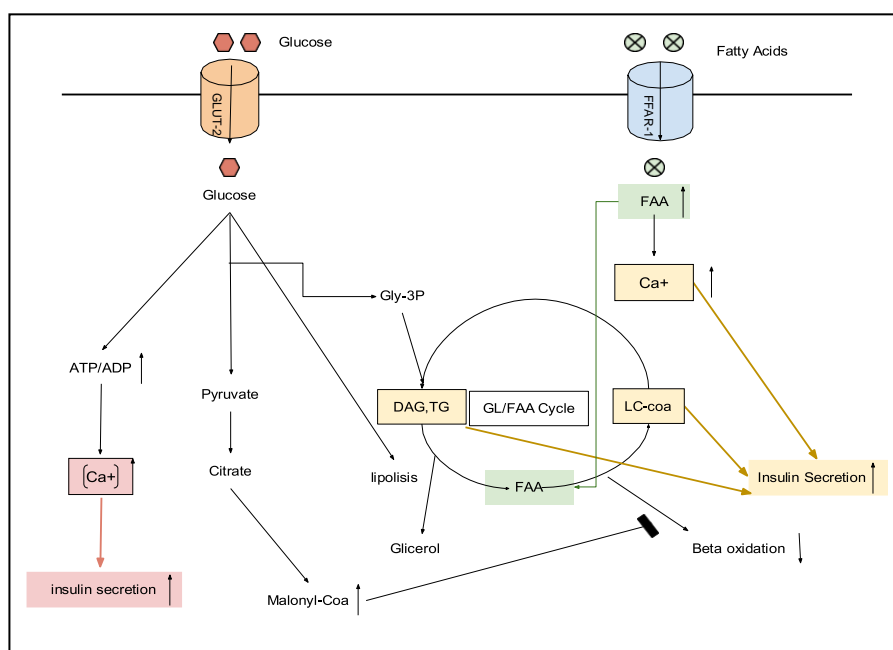 Glucose
Fatty Acids
GLUT-2
FFAR-1
Glucose
FAA
Ca+
Gly-3P
ATP/ADP
Pyruvate
DAG,TG
GL/FAA Cycle
LC-coa
Citrate
lipolisis
[Ca+]
FAA
Insulin Secretion
Glicerol
Beta oxidation
insulin secretion
Malonyl-Coa